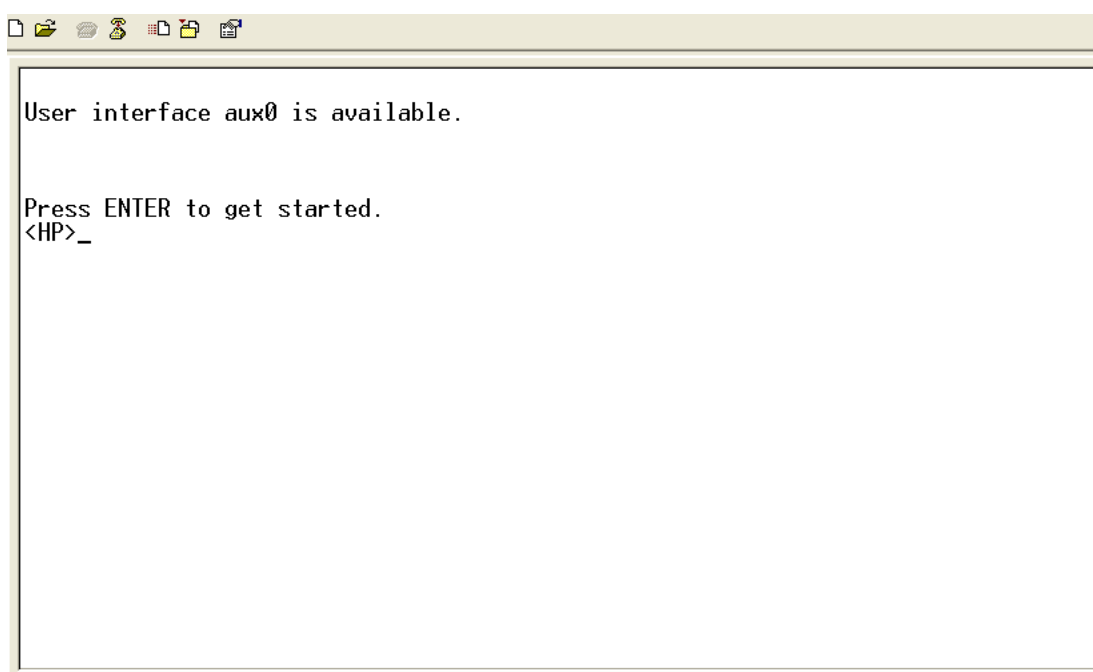 User interface aux0 is available.
Press ENTER to get started.
<HP>_